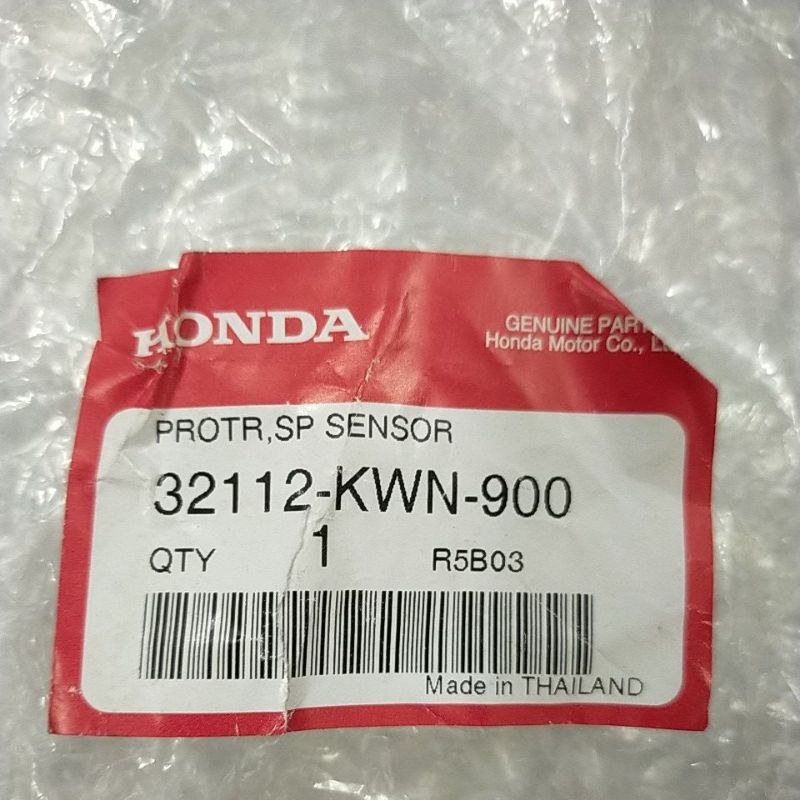 HONDA
GENUINE PART
Honda Motor Co., L
PROTR,SP SENSOR
32112-KWN-900
QTY 1 R5B03
Made in THAILAND